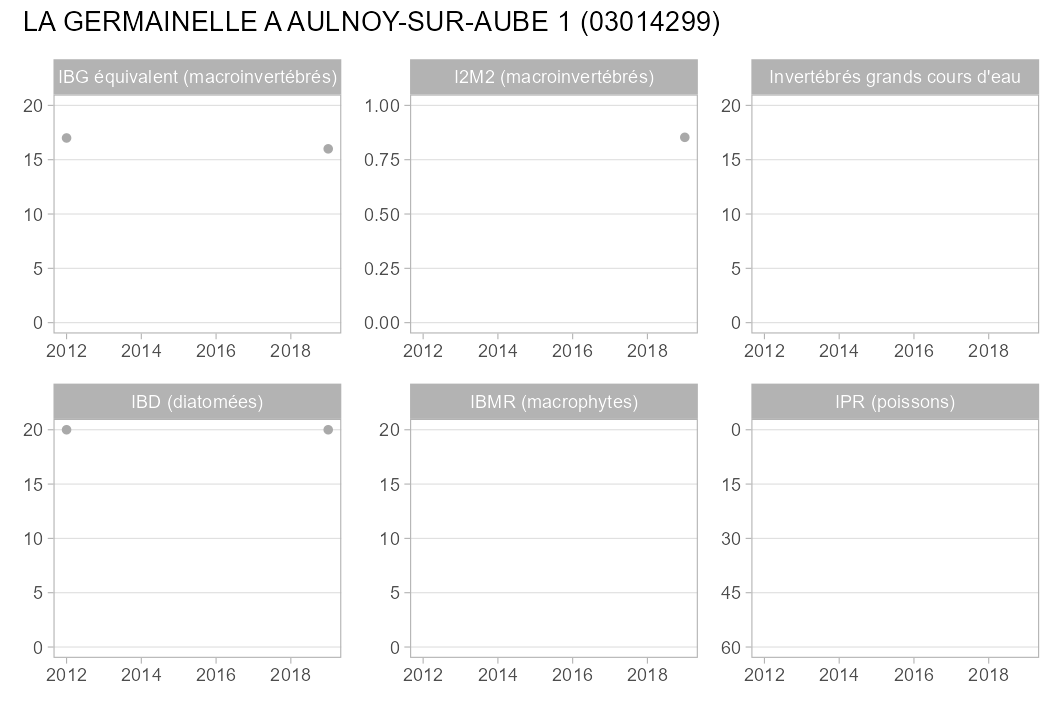 LA GERMAINELLE A AULNOY-SUR-AUBE 1 (03014299)
IBG équivalent (macroinvertébrés)
20
15
10
5
0
2012 2014 2016 2018
I2M2 (macroinvertébrés)
1.00
0.75
0.50
0.25
0.00
2012 2014 2016 2018
Invertébrés grands cours d'eau
20
15
10
5
0
2012 2014 2016 2018
IBD (diatomées)
20
15
10
5
0
2012 2014 2016 2018
IBMR (macrophytes)
20
15
10
5
0
2012 2014 2016 2018
IPR (poissons)
0
15
30
45
60
2012 2014 2016 2018